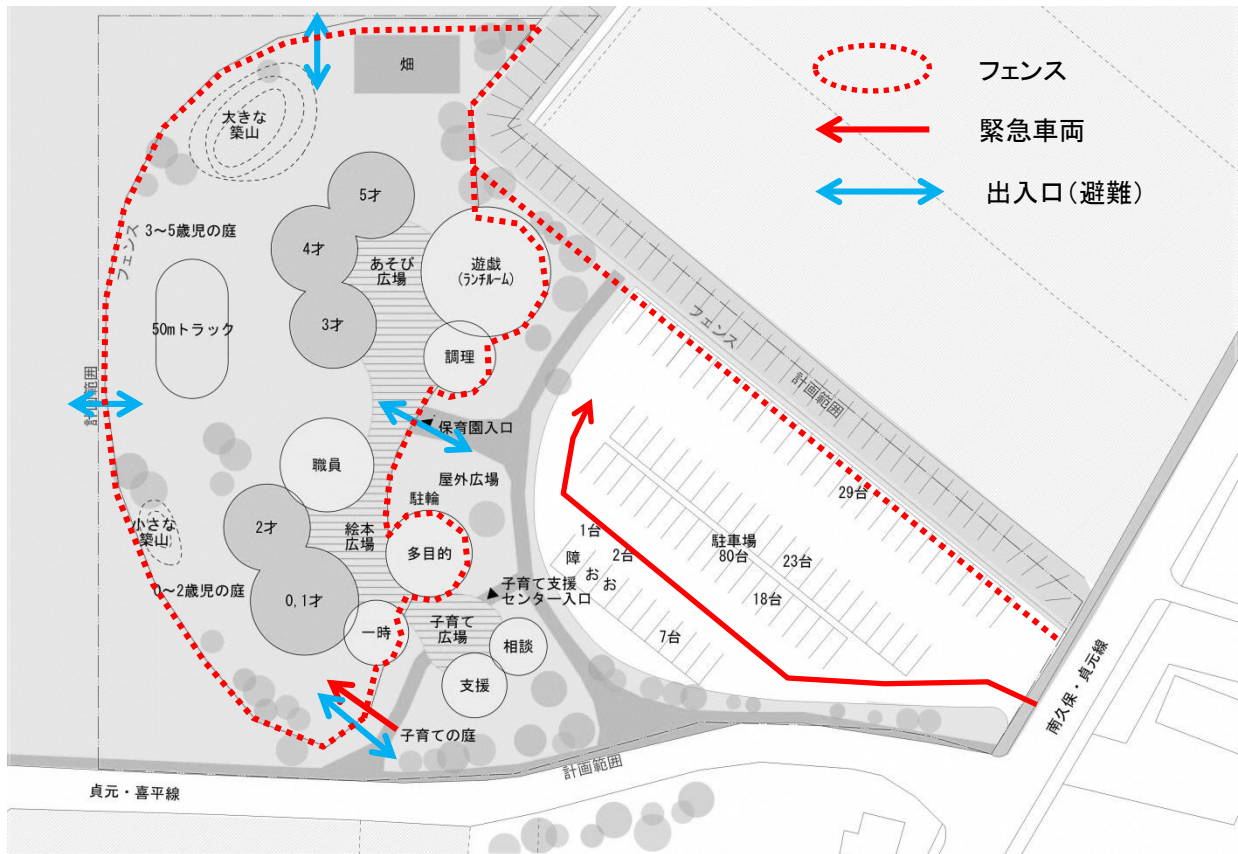 フェンス
緊急車両
出入口(避難)
畑
大きな
築山
5才
4才
3才
3～5歳児の庭
フェンス
あそび
広場
遊戯
(ランチルーム)
50mトラック
調理
計画範囲
フェンス
計画範囲
保育園入口
職員
屋外広場
駐輪
29台
小さな
築山
2才
絵本
広場
多目的
1台
障
2台
お
お
駐車場
80台
23台
18台
7台
0～2歳児の庭
0,1才
子育て支援
センター入口
一時
子育て
広場
相談
支援
子育ての庭
計画範囲
貞元・喜平線
南久保・貞元線